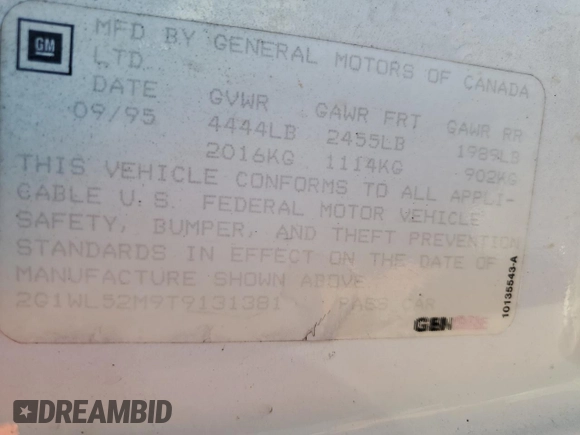 GM
MFD BY GENERAL MOTORS OF CANADA
LTD
DATE GVWR GAWR FRT GAWR RR
09/95 4444LB 2455LB 1989LB
2016KG 1114KG 902KG
THIS VEHICLE CONFORMS TO ALL APPLI-
CABLE U.S. FEDERAL MOTOR VEHICLE
SAFETY, BUMPER, AND THEFT PREVENTION
STANDARDS IN EFFECT ON THE DATE OF
MANUFACTURE SHOWN ABOVE
2G1WL52M9T9131381 PASS CAR
10135543-A
DREAMBID